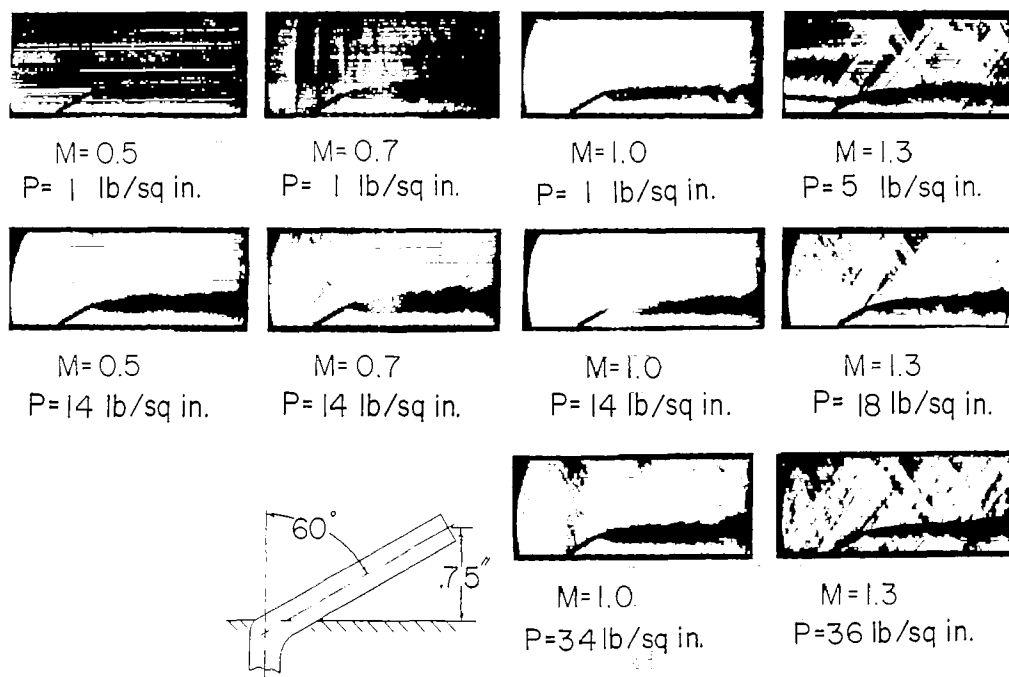 M=0.5
P= 1 lb/sq in.
M=0.7
P= 1 lb/sq in.
M=1.0
P= 1 lb/sq in.
M=1.3
P=5 lb/sq in.
M=0.5
P=14 lb/sq in.
M=0.7
P=14 lb/sq in.
M=1.0
P=14 lb/sq in.
M=1.3
P= 18 lb/sq in.
60°
.75"
M=1.0
P=34 lb/sq in.
M=1.3
P=36 lb/sq in.